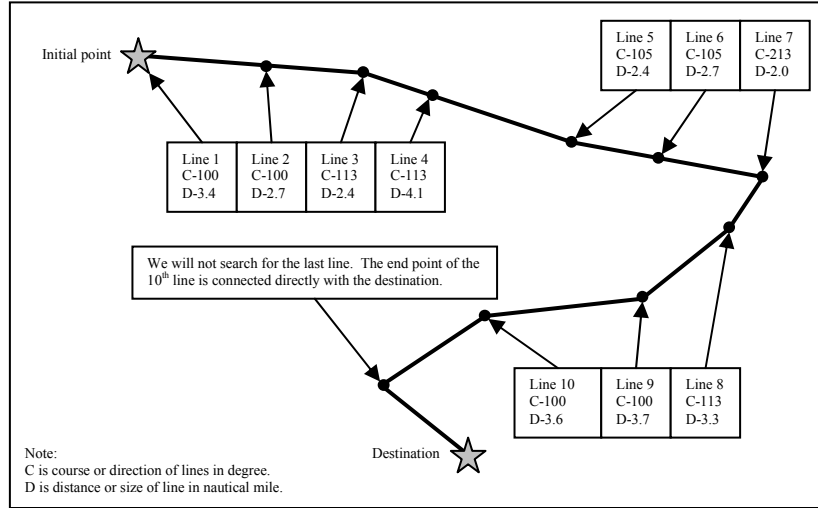 Initial point
Line 5
C-105
D-2.4
Line 6
C-105
D-2.7
Line 7
C-213
D-2.0
Line 1
C-100
D-3.4
Line 2
C-100
D-2.7
Line 3
C-113
D-2.4
Line 4
C-113
D-4.1
We will not search for the last line. The end point of the
10th line is connected directly with the destination.
Line 10
C-100
D-3.6
Line 9
C-100
D-3.7
Line 8
C-113
D-3.3
Destination
Note:
C is course or direction of lines in degree.
D is distance or size of line in nautical mile.